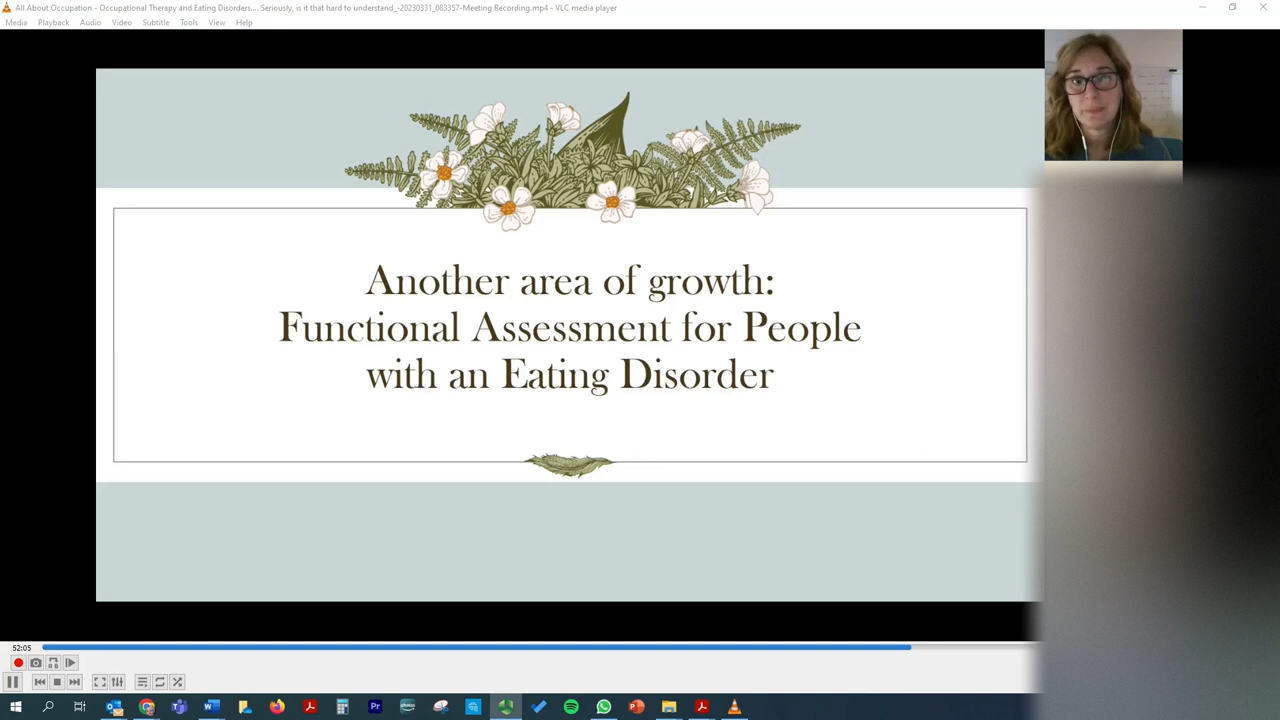 All About Occupation - Occupational Therapy and Eating Disorders.... Seriously, is it that hard to understand_-20230331_083357-Meeting Recording.mp4 - VLC media player
Media Playback Audio Video Subtitle Tools View Help
Another area of growth:
Functional Assessment for People
with an Eating Disorder
52:05